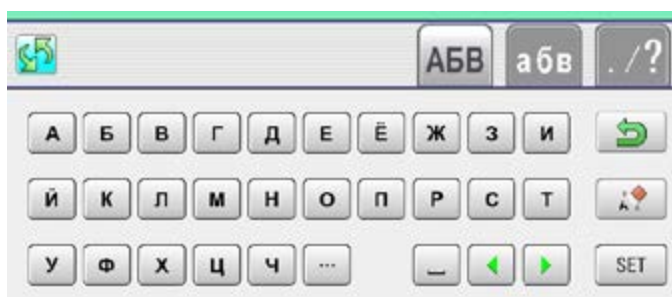 АБВ абв ./?
А Б В Г Д Е Ё Ж З И
Й К Л М Н О П Р С Т
У Ф Х Ц Ч ... SET